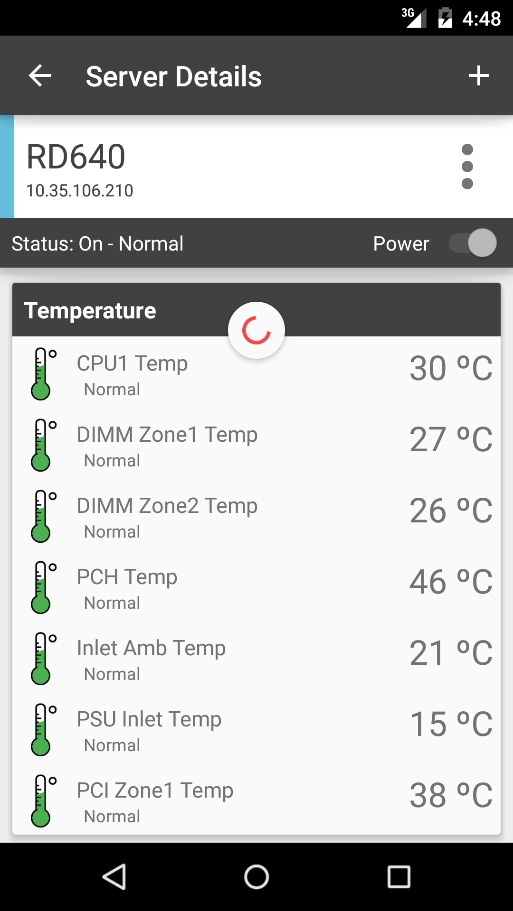 3G 4:48
Server Details
RD640
10.35.106.210
Status: On - Normal Power
Temperature
CPU1 Temp 30 ºC
Normal
DIMM Zone1 Temp 27 ºC
Normal
DIMM Zone2 Temp 26 ºC
Normal
PCH Temp 46 ºC
Normal
Inlet Amb Temp 21 ºC
Normal
PSU Inlet Temp 15 ºC
Normal
PCI Zone1 Temp 38 ºC
Normal